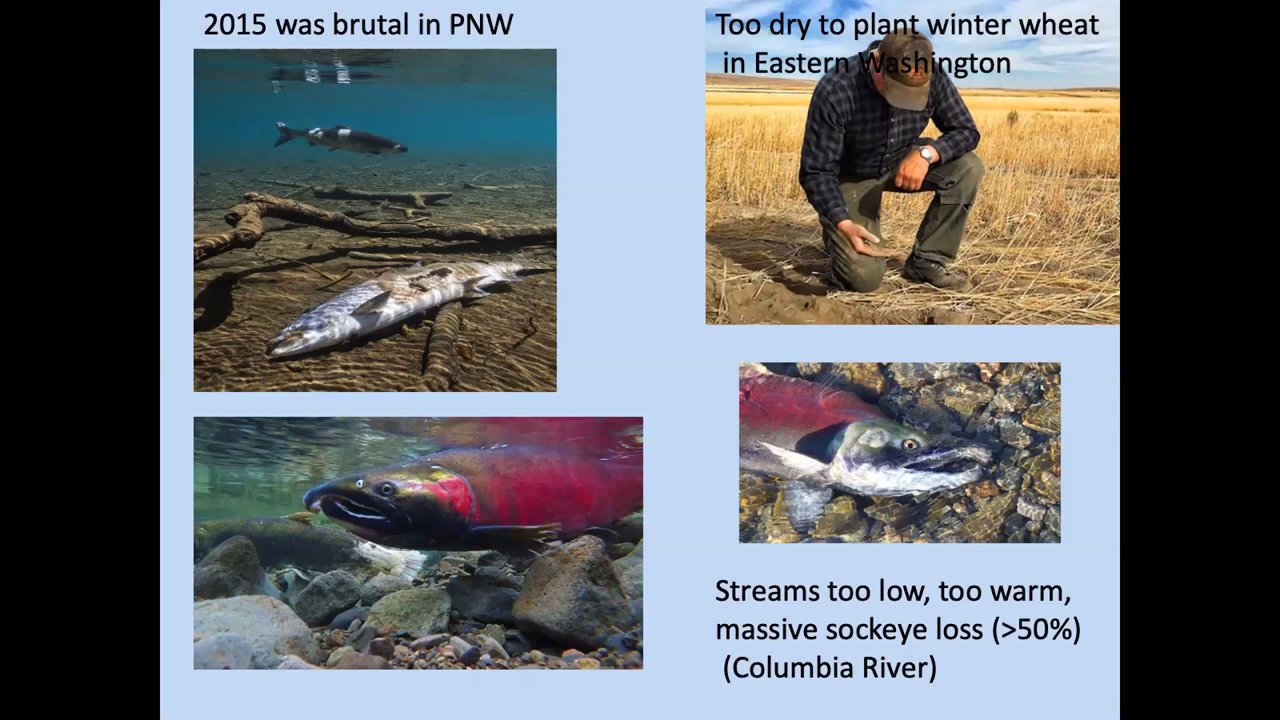 2015 was brutal in PNW
Too dry to plant winter wheat
in Eastern Washington
Streams too low, too warm,
massive sockeye loss (>50%)
(Columbia River)